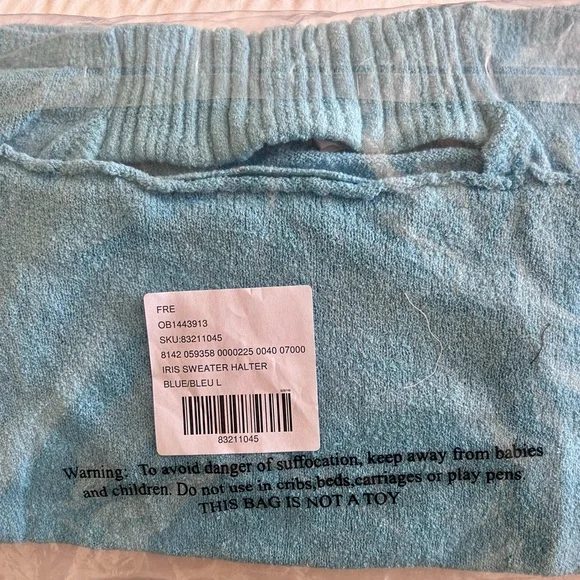 FRE
OB1443913
SKU:83211045
8142 059358 0000225 0040 07000
IRIS SWEATER HALTER
BLUE/BLEU L
83211045
Warning: To avoid danger of suffocation, keep away from babies
and children. Do not use in cribs,beds,carriages or play pens.
THIS BAG IS NOT A TOY